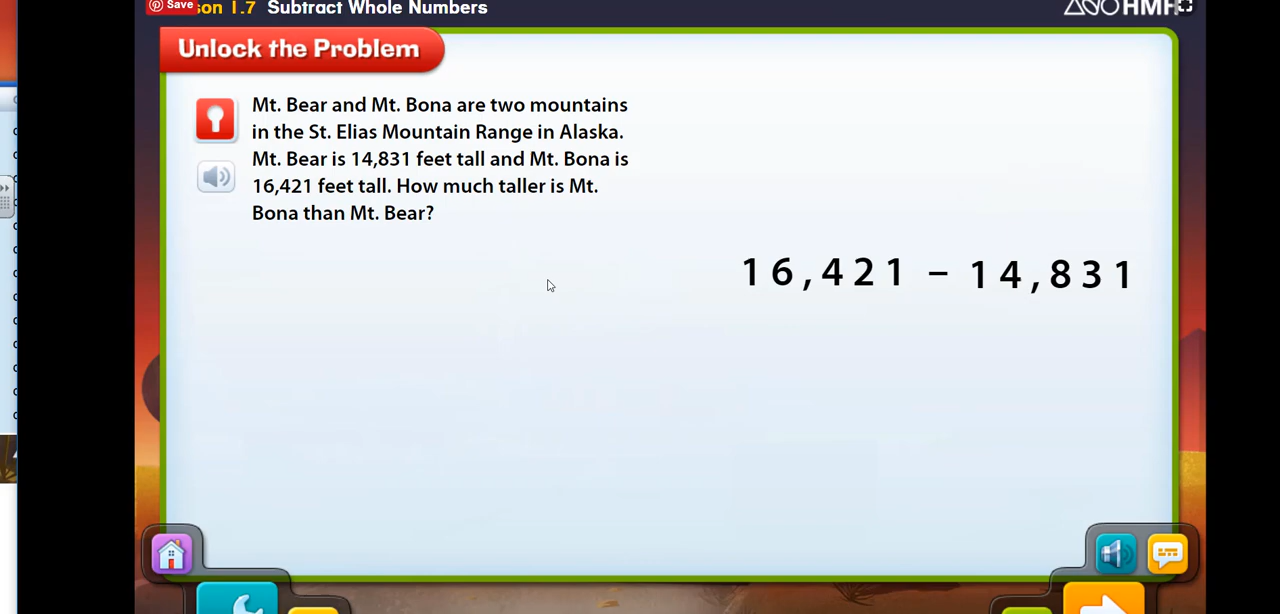 Save
son 1.7 Subtract Whole Numbers
HMH
Unlock the Problem
Mt. Bear and Mt. Bona are two mountains
in the St. Elias Mountain Range in Alaska.
Mt. Bear is 14,831 feet tall and Mt. Bona is
16,421 feet tall. How much taller is Mt.
Bona than Mt. Bear?
16,421 – 14,831